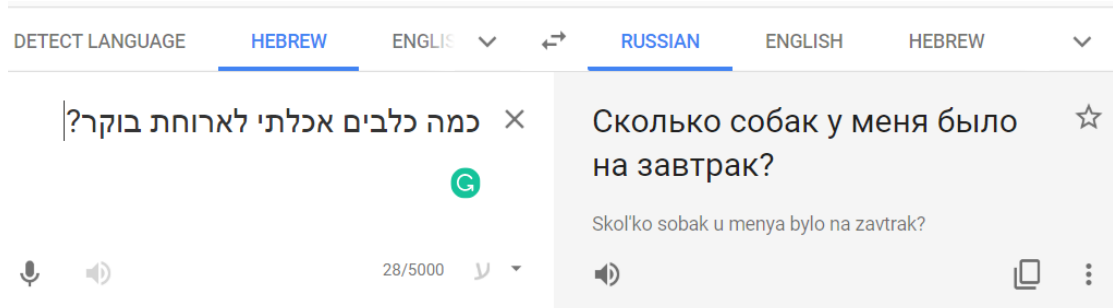 DETECT LANGUAGE HEBREW ENGLIS RUSSIAN ENGLISH HEBREW
כמה כלבים אכלתי לארוחת בוקר?
Сколько собак у меня было
на завтрак?
Skol'ko sobak u menya bylo na zavtrak?
28/5000 ע